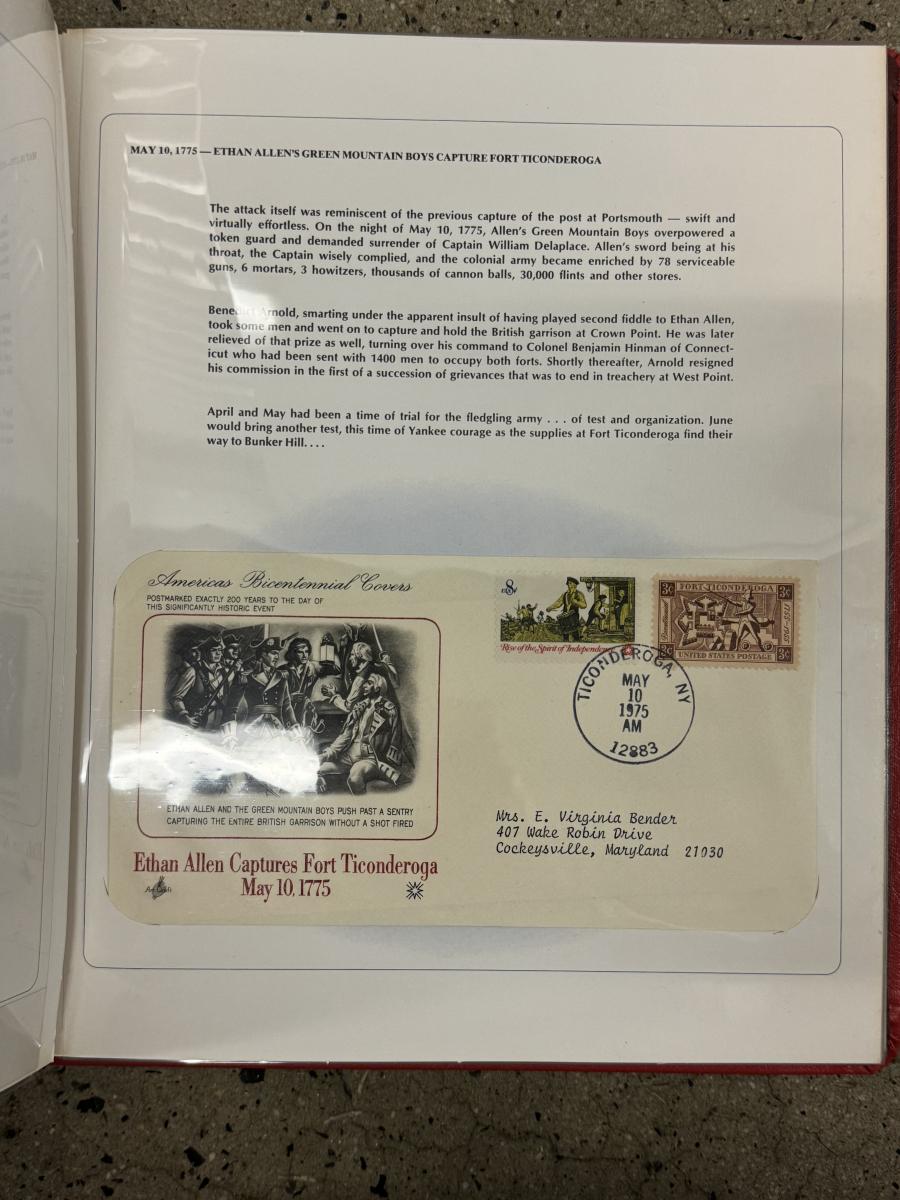 MAY 10, 1775 — ETHAN ALLEN'S GREEN MOUNTAIN BOYS CAPTURE FORT TICONDEROGA
The attack itself was reminiscent of the previous capture of the post at Portsmouth — swift and
virtually effortless. On the night of May 10, 1775, Allen's Green Mountain Boys overpowered a
token guard and demanded surrender of Captain William Delaplace. Allen's sword being at his
throat, the Captain wisely complied, and the colonial army became enriched by 78 serviceable
guns, 6 mortars, 3 howitzers, thousands of cannon balls, 30,000 flints and other stores.
Benedict Arnold, smarting under the apparent insult of having played second fiddle to Ethan Allen,
took some men and went on to capture and hold the British garrison at Crown Point. He was later
relieved of that prize as well, turning over his command to Colonel Benjamin Hinman of Connect-
icut who had been sent with 1400 men to occupy both forts. Shortly thereafter, Arnold resigned
his commission in the first of a succession of grievances that was to end in treachery at West Point.
April and May had been a time of trial for the fledgling army . . . of test and organization. June
would bring another test, this time of Yankee courage as the supplies at Fort Ticonderoga find their
way to Bunker Hill. . . .
Americas Bicentennial Covers
POSTMARKED EXACTLY 200 YEARS TO THE DAY OF
THIS SIGNIFICANTLY HISTORIC EVENT
ETHAN ALLEN AND THE GREEN MOUNTAIN BOYS PUSH PAST A SENTRY
CAPTURING THE ENTIRE BRITISH GARRISON WITHOUT A SHOT FIRED
Ethan Allen Captures Fort Ticonderoga
May 10, 1775
8
US
Rise of the Spirit of Independence
3¢ FORT TICONDEROGA 3¢
1755-1955
3¢ UNITED STATES POSTAGE 3¢
TICONDEROGA, NY
MAY
10
1975
AM
12883
Mrs. E. Virginia Bender
407 Wake Robin Drive
Cockeysville, Maryland 21030